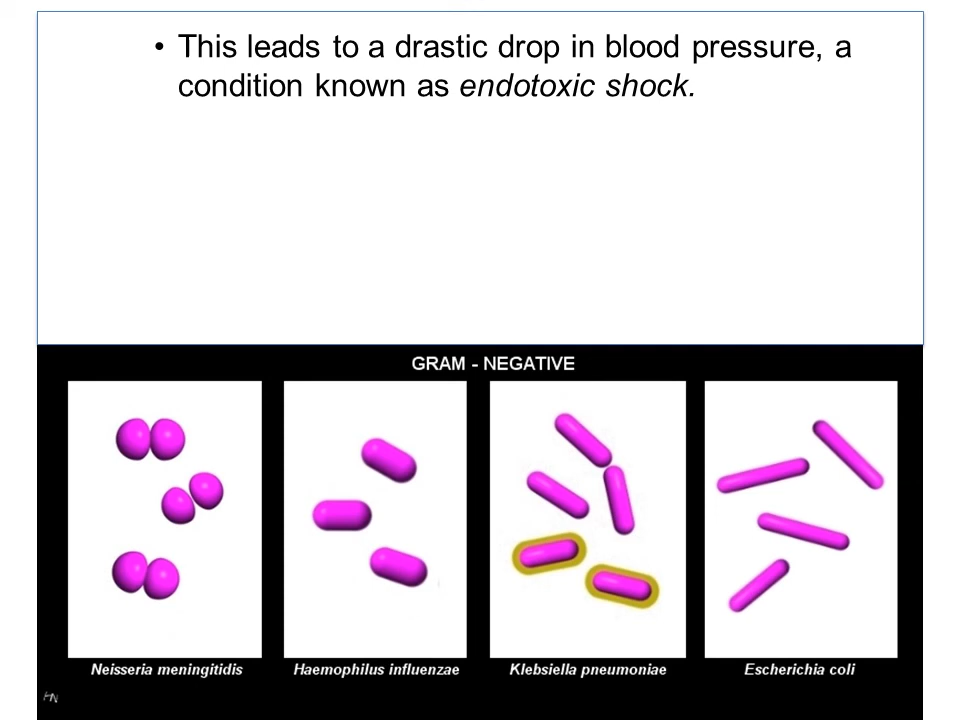 • This leads to a drastic drop in blood pressure, a
condition known as endotoxic shock.
GRAM - NEGATIVE
Neisseria meningitidis
Haemophilus influenzae
Klebsiella pneumoniae
Escherichia coli